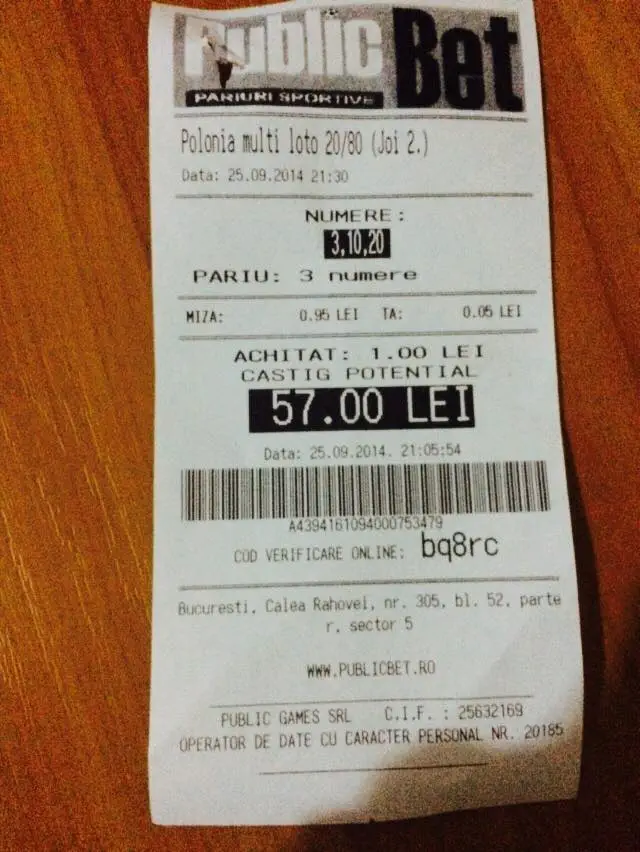 Public Bet
PARIURI SPORTIVE
Polonia multi loto 20/80 (Joi 2.)
Data: 25.09.2014 21:30
NUMERE:
3,10,20
PARIU: 3 numere
MIZA: 0.95 LEI TA: 0.05 LEI
ACHITAT: 1.00 LEI
CASTIG POTENTIAL
57.00 LEI
Data: 25.09.2014. 21:05:54
A4394161094000753479
COD VERIFICARE ONLINE: bq8rc
Bucuresti, Calea Rahovei, nr. 305, bl. 52, parte
r, sector 5
WWW.PUBLICBET.RO
PUBLIC GAMES SRL C.I.F. : 25632169
OPERATOR DE DATE CU CARACTER PERSONAL NR. 20185